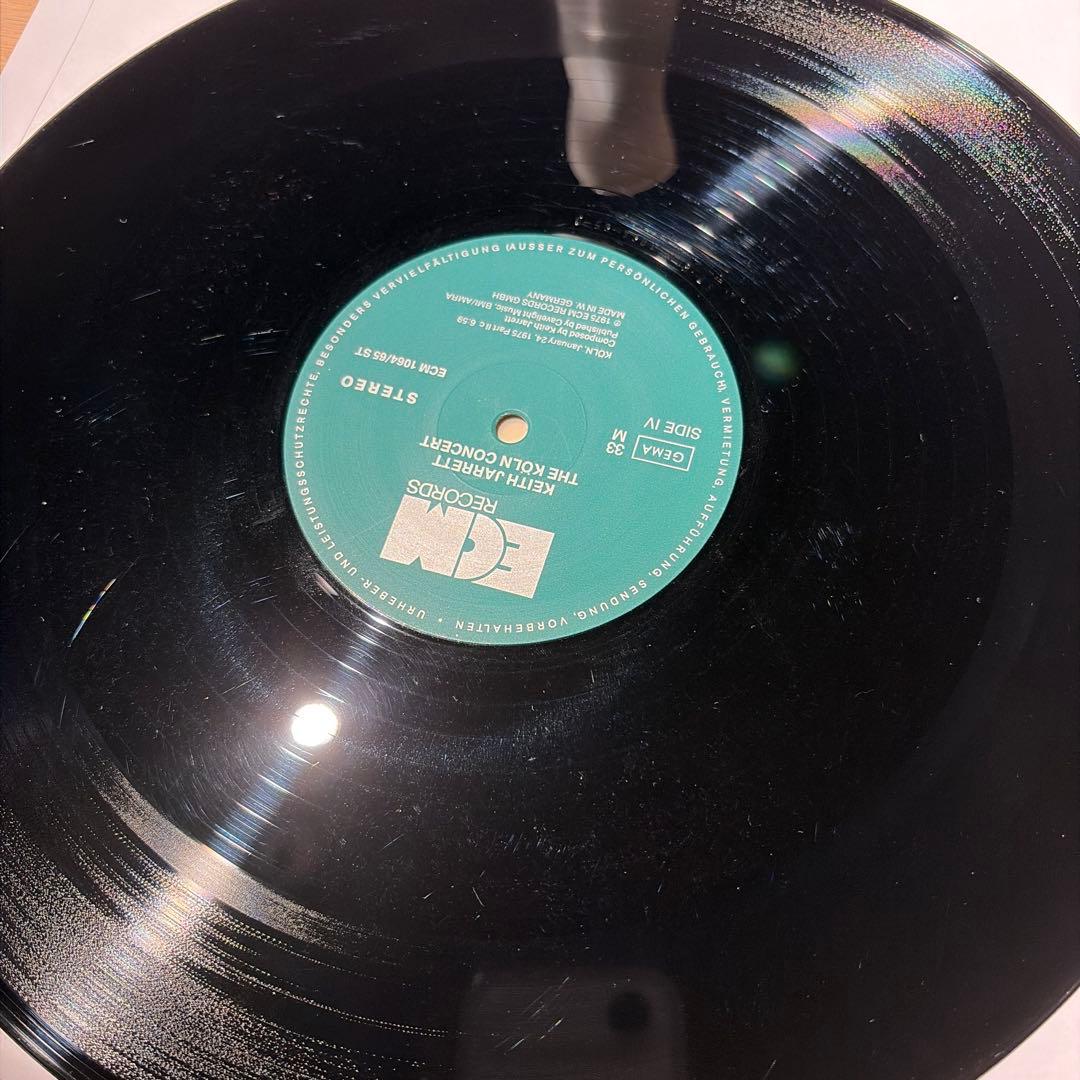 ECM
RECORDS
KEITH JARRETT
THE KÖLN CONCERT
GEMA
33
M
SIDE IV
STEREO
ECM 1064/65 ST
KÖLN, January 24, 1975 Part II c 6:59
Composed by Keith Jarrett
Published by Cavelight Music, BMI/AMRA
℗ 1975 ECM RECORDS GMBH
MADE IN W. GERMANY
• URHEBER- UND LEISTUNGSSCHUTZRECHTE, BESONDERS VERVIELFÄLTIGUNG (AUSSER ZUM PERSÖNLICHEN GEBRAUCH), VERMIETUNG, AUFFÜHRUNG, SENDUNG, VORBEHALTEN